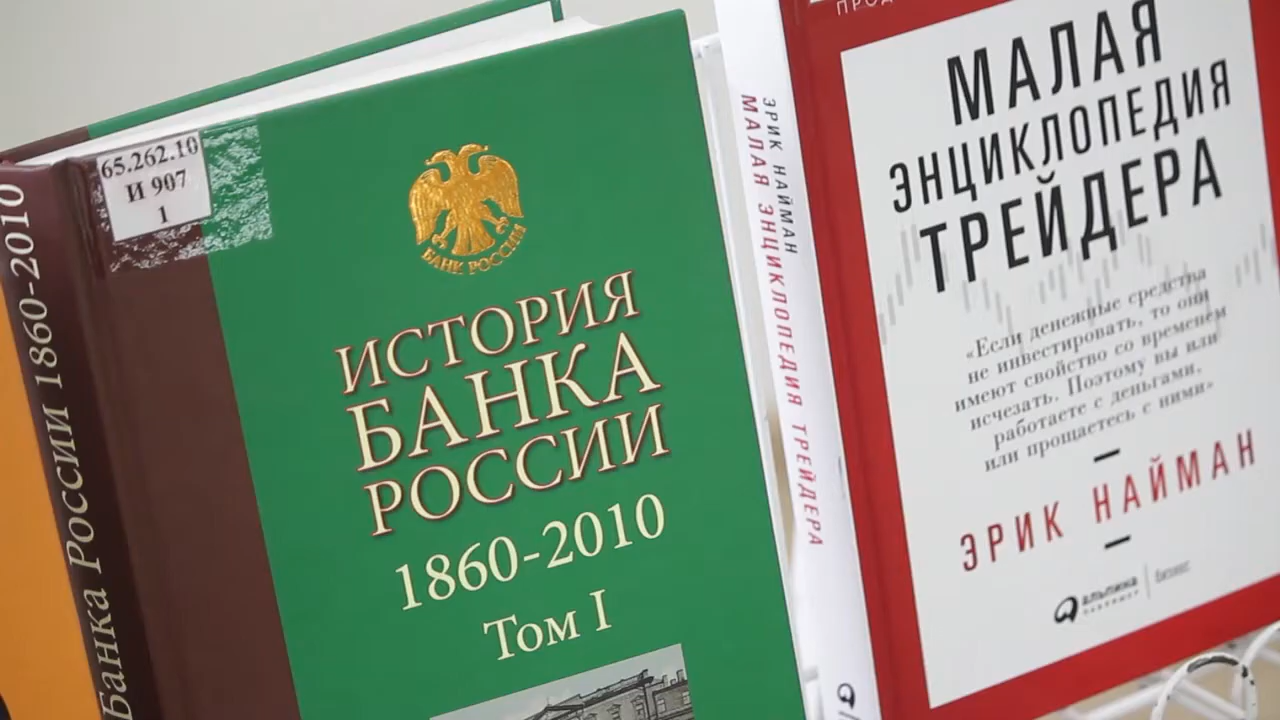 Банка России 1860-2010
65.262.10
И 907
1
БАНК РОССИИ
ИСТОРИЯ
БАНКА
РОССИИ
1860-2010
Том I
ЭРИК НАЙМАН
МАЛАЯ ЭНЦИКЛОПЕДИЯ ТРЕЙДЕРА
МАЛАЯ
ЭНЦИКЛОПЕДИЯ
ТРЕЙДЕРА
«Если денежные средства
не инвестировать, то они
имеют свойство со временем
исчезать. Поэтому вы или
работаете с деньгами,
или прощаетесь с ними»
ЭРИК НАЙМАН
альпина
паблишер
бизнес